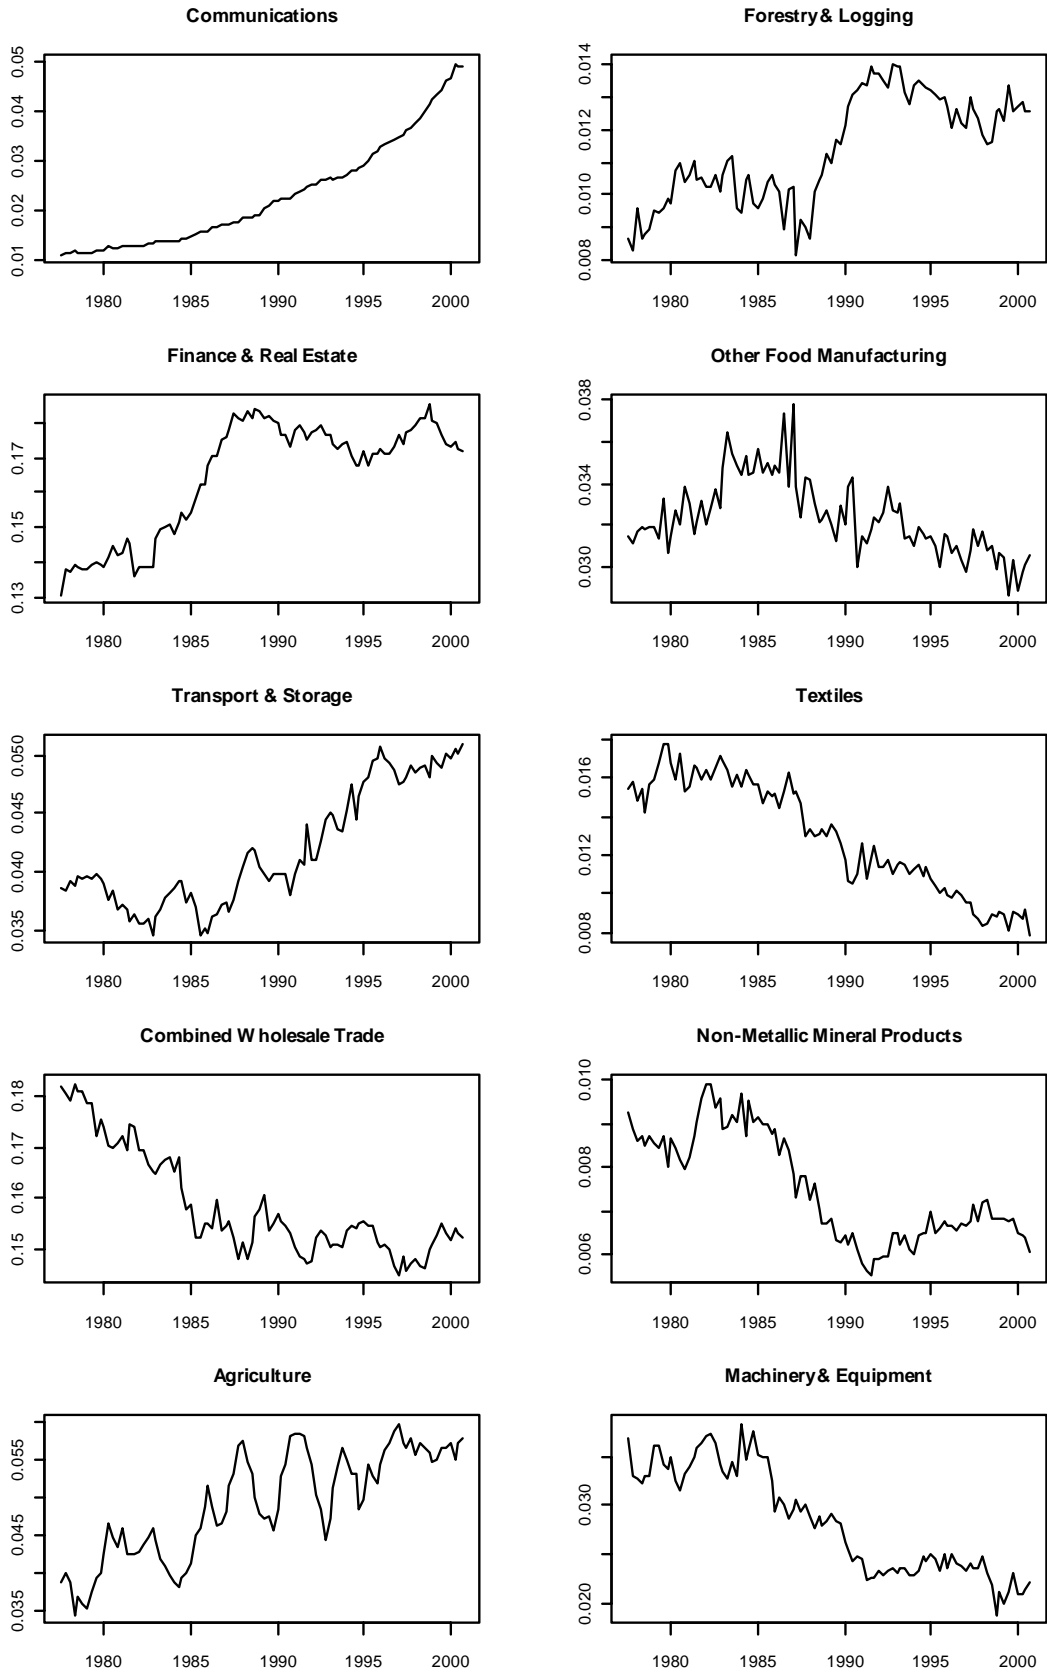 Communications
0.01 0.02 0.03 0.04 0.05
1980 1985 1990 1995 2000
Forestry & Logging
0.008 0.010 0.012 0.014
1980 1985 1990 1995 2000
Finance & Real Estate
0.13 0.15 0.17
1980 1985 1990 1995 2000
Other Food Manufacturing
0.030 0.034 0.038
1980 1985 1990 1995 2000
Transport & Storage
0.035 0.040 0.045 0.050
1980 1985 1990 1995 2000
Textiles
0.008 0.012 0.016
1980 1985 1990 1995 2000
Combined Wholesale Trade
0.15 0.16 0.17 0.18
1980 1985 1990 1995 2000
Non-Metallic Mineral Products
0.006 0.008 0.010
1980 1985 1990 1995 2000
Agriculture
0.035 0.045 0.055
1980 1985 1990 1995 2000
Machinery & Equipment
0.020 0.030
1980 1985 1990 1995 2000